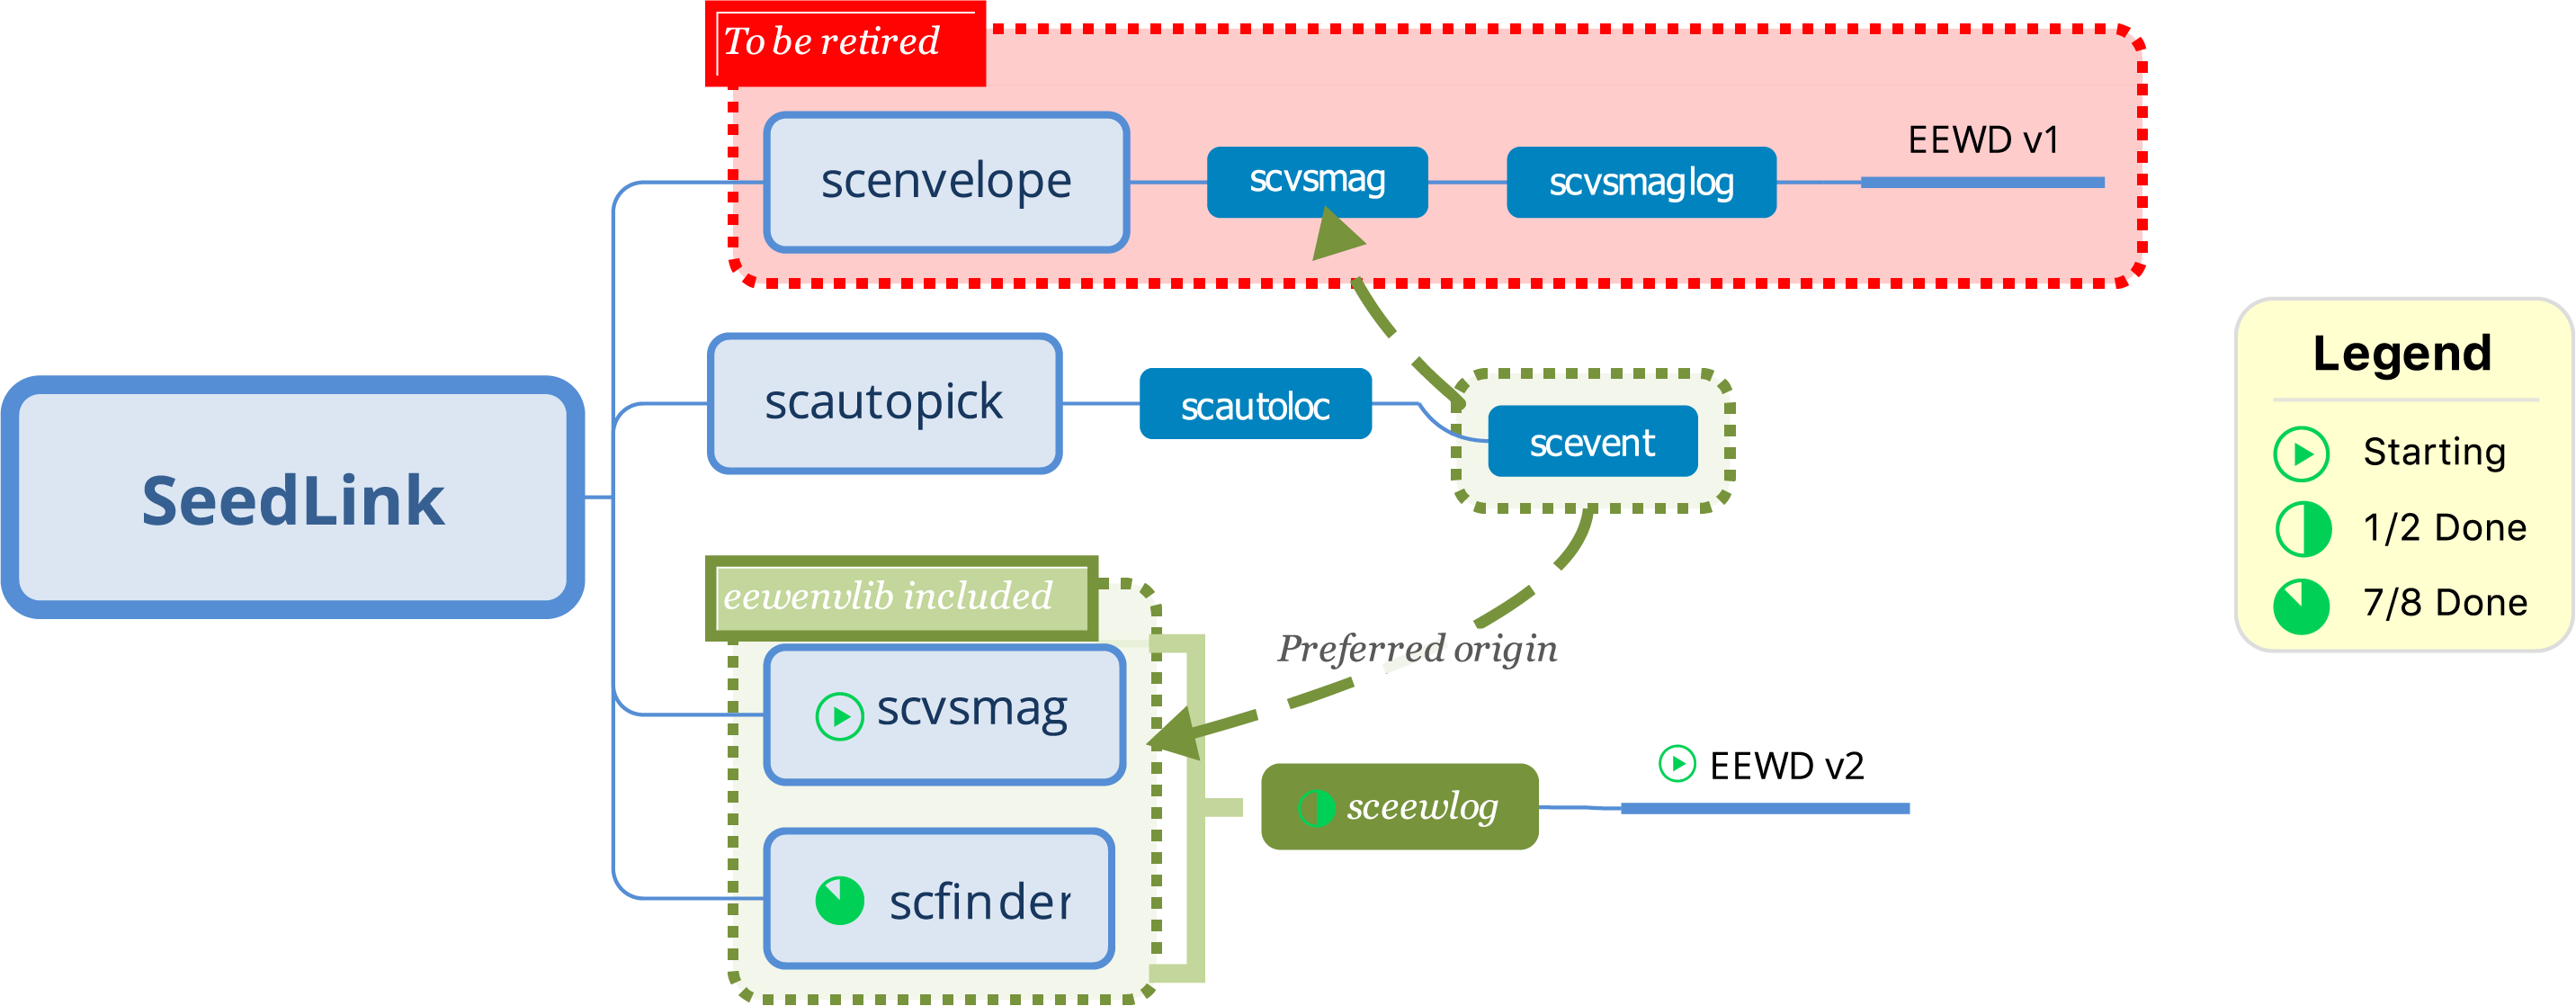 To be retired
scenvelope
scvsmag
scvsmaglog
EEWD v1
SeedLink
scautopick
scautoloc
scevent
eewenvlib included
Preferred origin
scvsmag
scfinder
sceewlog
EEWD v2
Legend
Starting
1/2 Done
7/8 Done